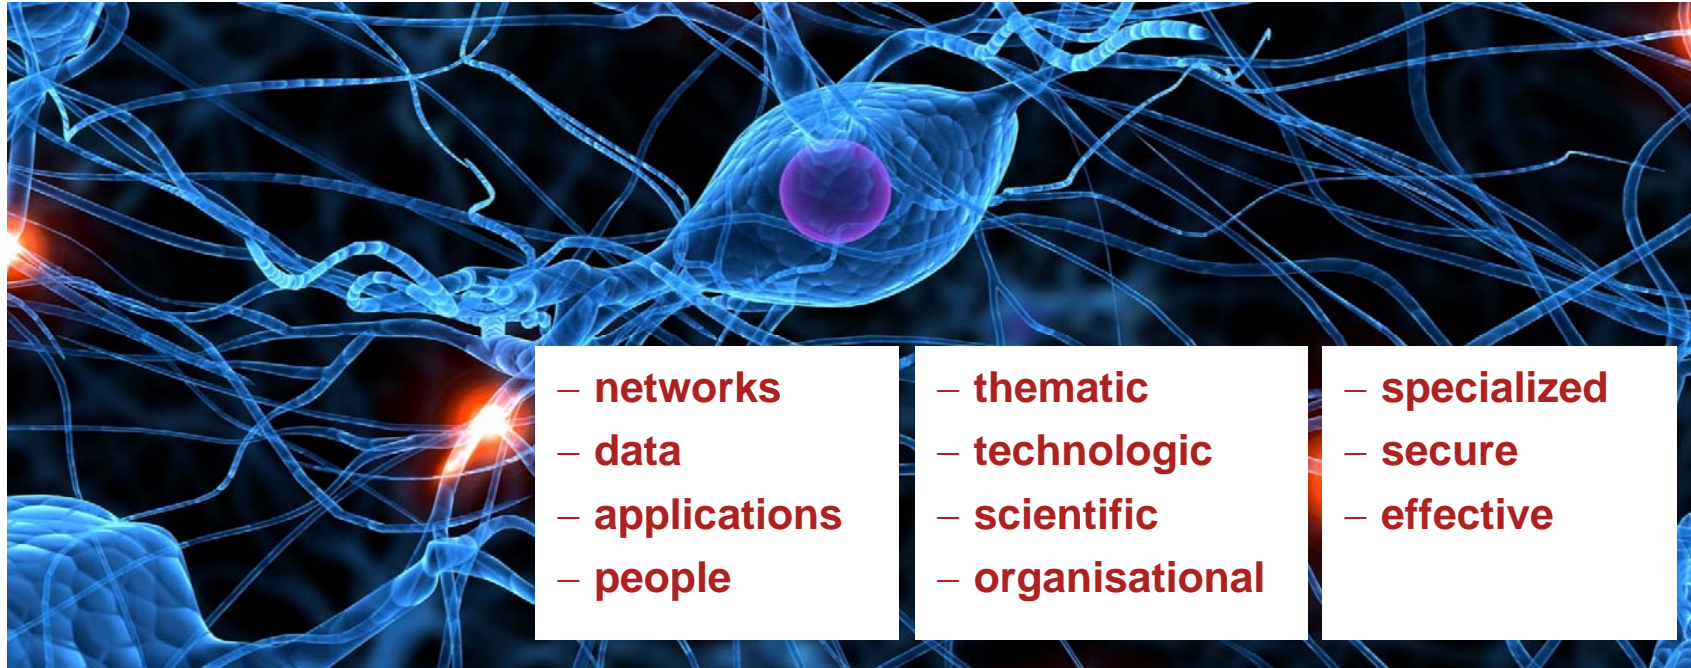 – networks
– data
– applications
– people
– thematic
– technologic
– scientific
– organisational
– specialized
– secure
– effective